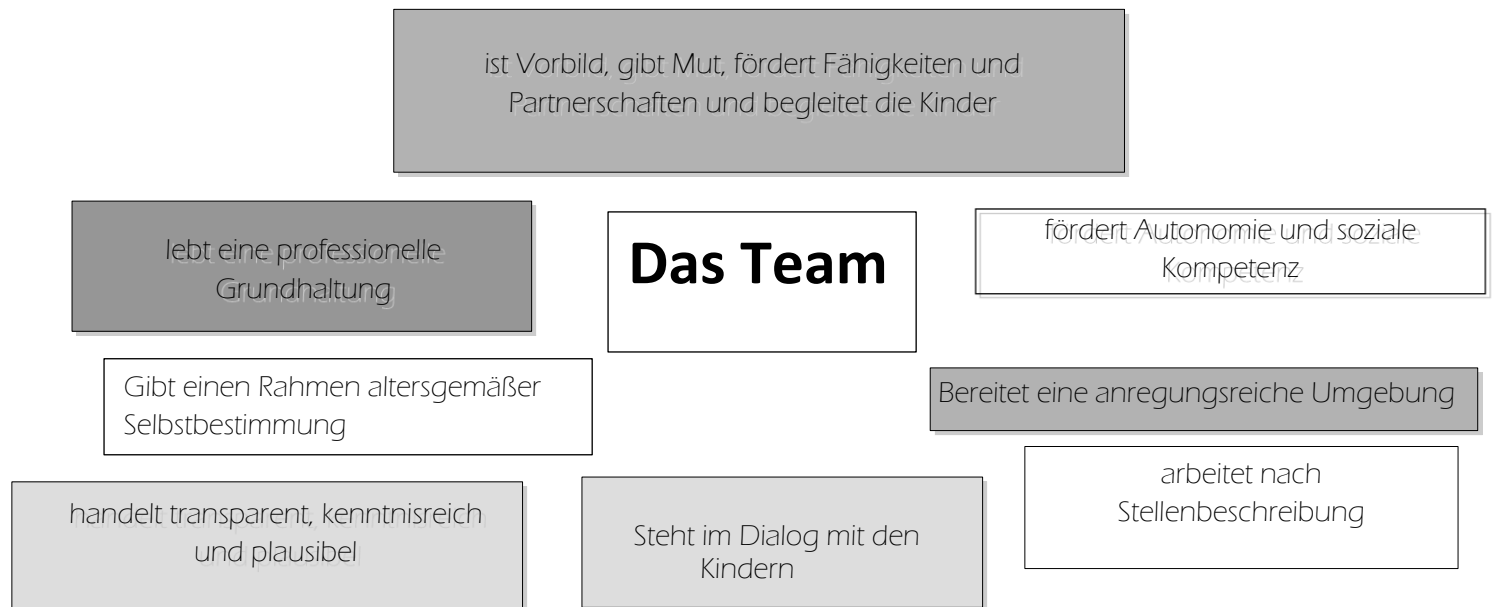 ist Vorbild, gibt Mut, fördert Fähigkeiten und
Partnerschaften und begleitet die Kinder
lebt eine professionelle
Grundhaltung
Das Team
fördert Autonomie und soziale
Kompetenz
Gibt einen Rahmen altersgemäßer
Selbstbestimmung
Bereitet eine anregungsreiche Umgebung
handelt transparent, kenntnisreich
und plausibel
Steht im Dialog mit den
Kindern
arbeitet nach
Stellenbeschreibung